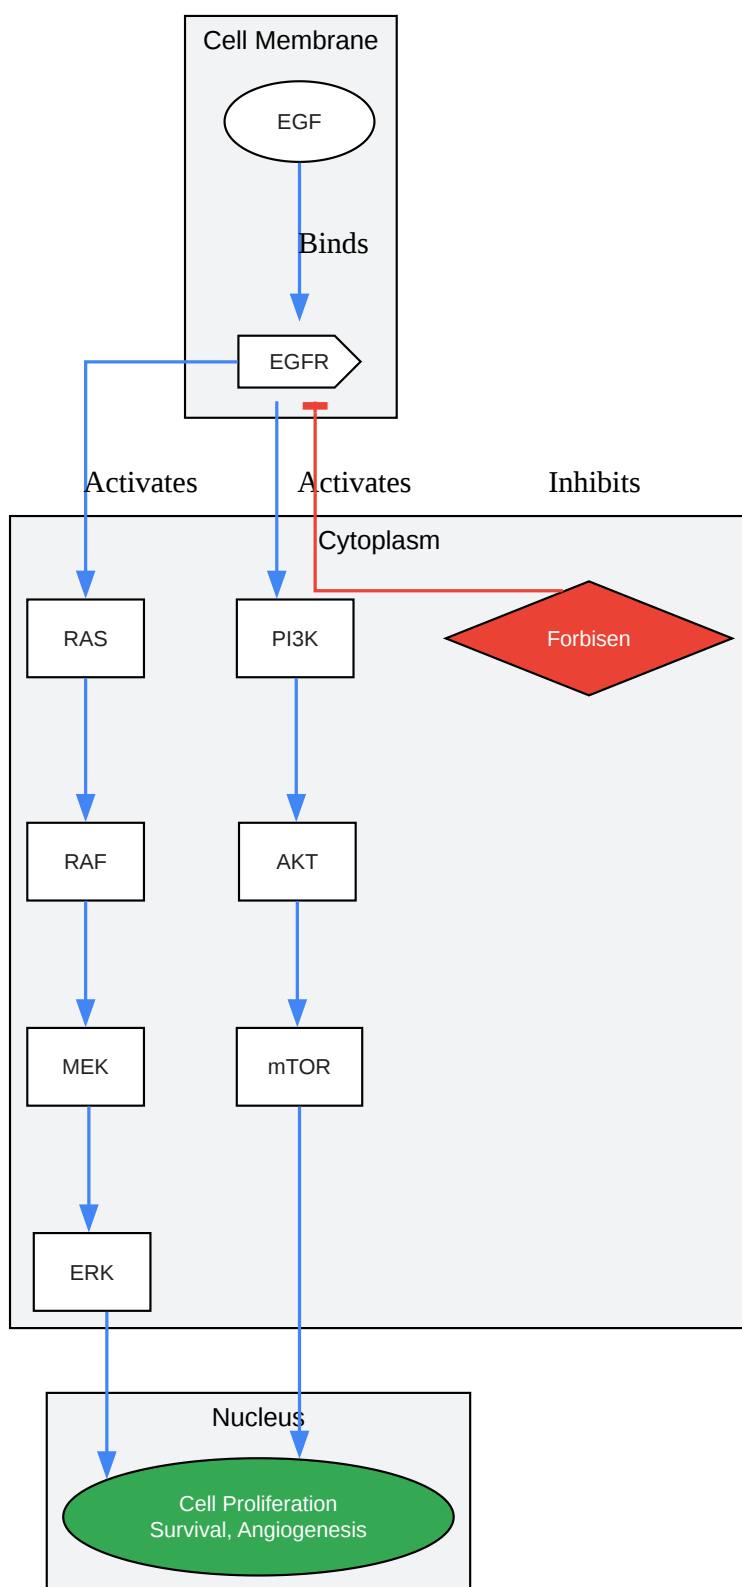 Cell Membrane
EGF
Binds
EGFR
Activates
Activates
Inhibits
Cytoplasm
RAS
PI3K
Forbisen
RAF
AKT
MEK
mTOR
ERK
Nucleus
Cell Proliferation
Survival, Angiogenesis